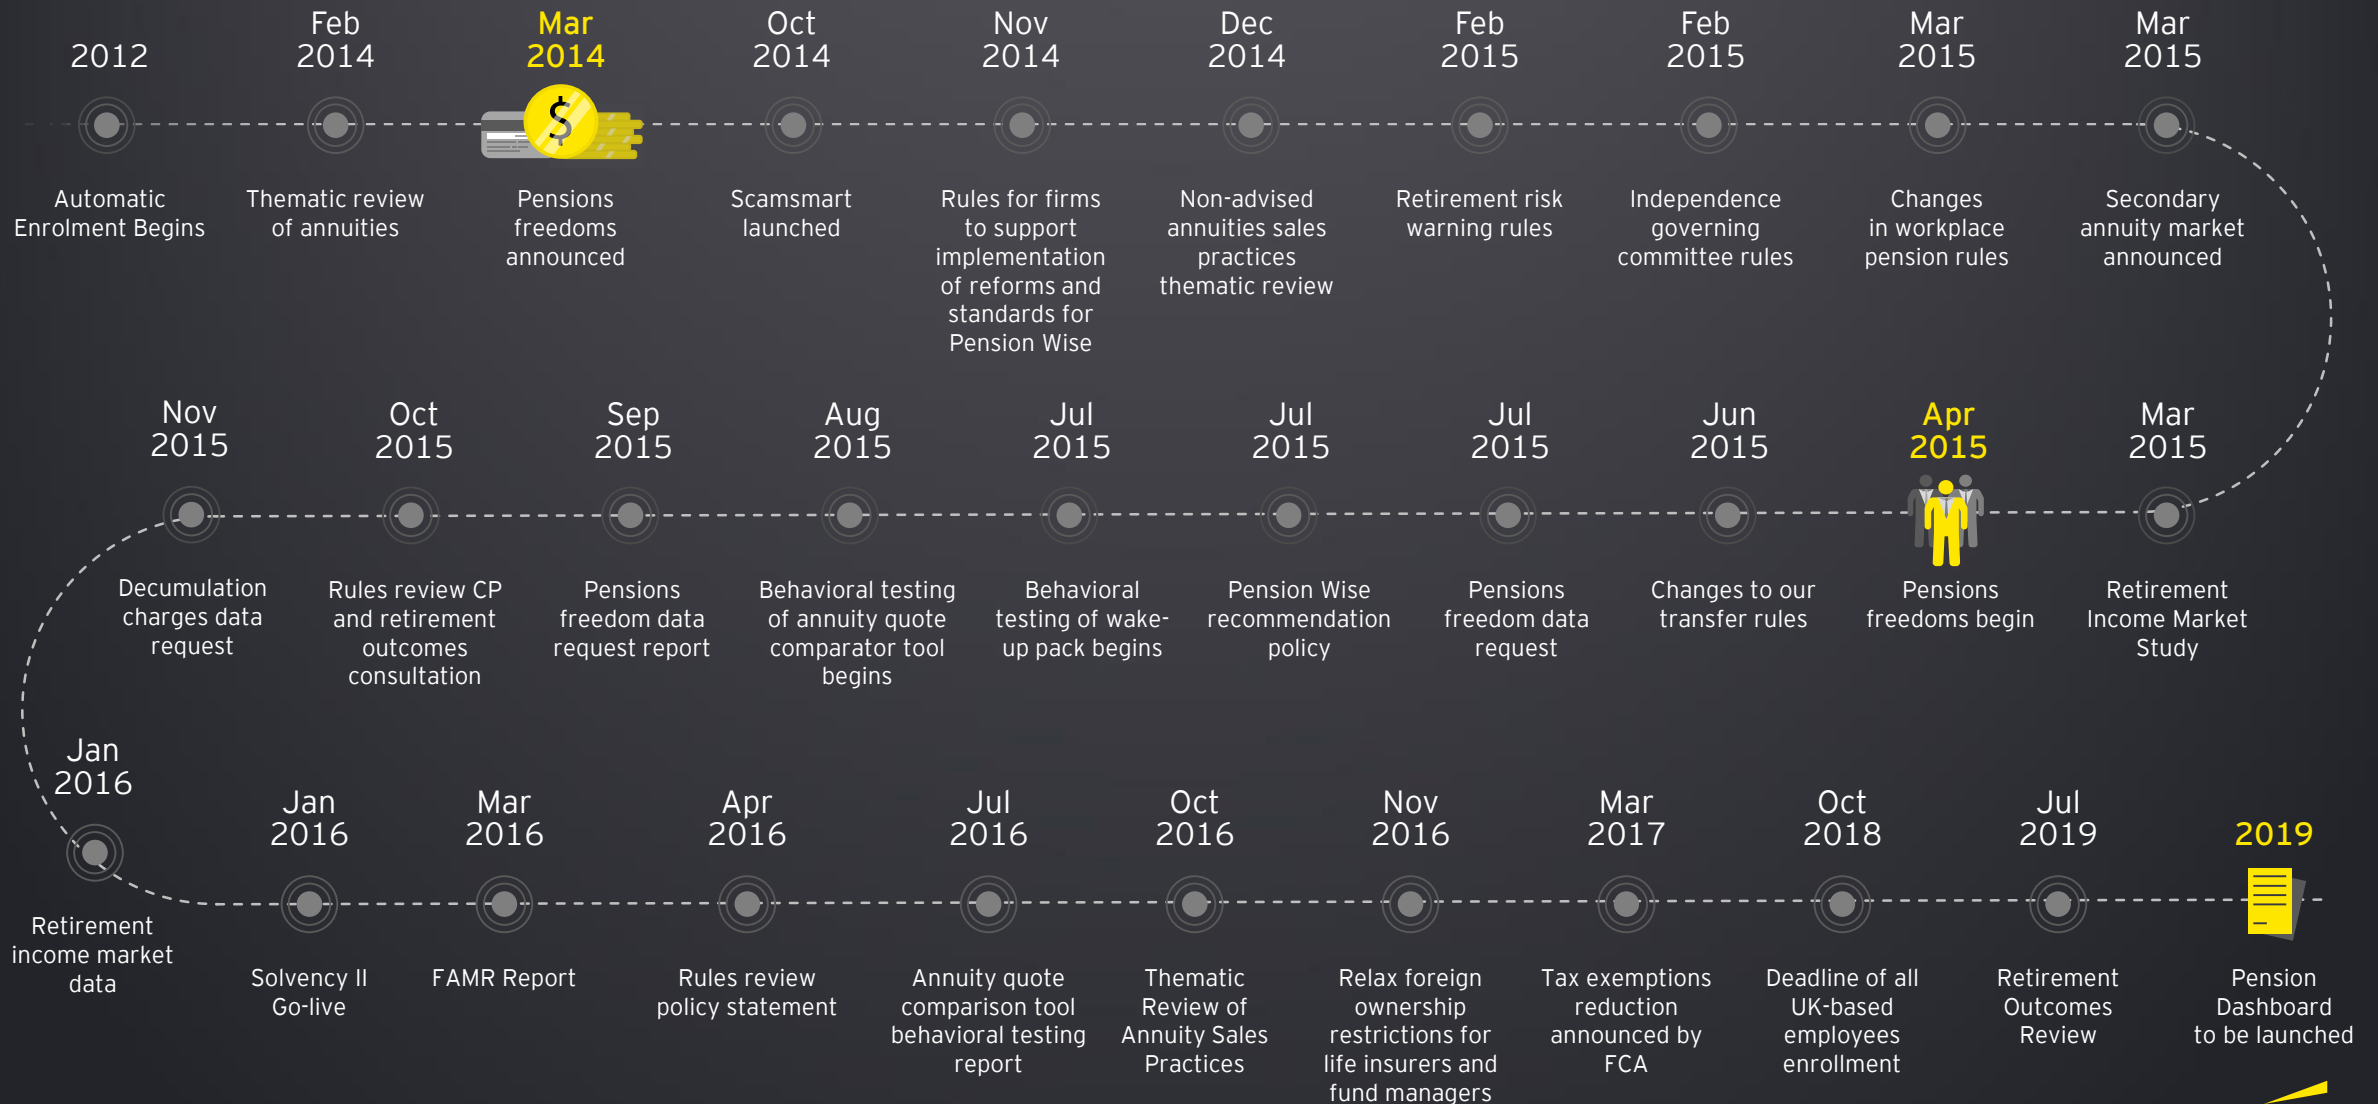 2012
Automatic
Enrolment Begins
Feb
2014
Thematic review
of annuities
Mar
2014
$
Pensions
freedoms
announced
Oct
2014
Scamsmart
launched
Nov
2014
Rules for firms
to support
implementation
of reforms and
standards for
Pension Wise
Dec
2014
Non-advised
annuities sales
practices
thematic review
Feb
2015
Retirement risk
warning rules
Feb
2015
Independence
governing
committee rules
Mar
2015
Changes
in workplace
pension rules
Mar
2015
Secondary
annuity market
announced
Nov
2015
Decumulation
charges data
request
Oct
2015
Rules review CP
and retirement
outcomes
consultation
Sep
2015
Pensions
freedom data
request report
Aug
2015
Behavioral testing
of annuity quote
comparator tool
begins
Jul
2015
Behavioral
testing of wake-
up pack begins
Jul
2015
Pension Wise
recommendation
policy
Jul
2015
Pensions
freedom data
request
Jun
2015
Changes to our
transfer rules
Apr
2015
Pensions
freedoms begin
Mar
2015
Retirement
Income Market
Study
Jan
2016
Retirement
income market
data
Jan
2016
Solvency II
Go-live
Mar
2016
FAMR Report
Apr
2016
Rules review
policy statement
Jul
2016
Annuity quote
comparison tool
behavioral testing
report
Oct
2016
Thematic
Review of
Annuity Sales
Practices
Nov
2016
Relax foreign
ownership
restrictions for
life insurers and
fund managers
Mar
2017
Tax exemptions
reduction
announced by
FCA
Oct
2018
Deadline of all
UK-based
employees
enrollment
Jul
2019
Retirement
Outcomes
Review
2019
Pension
Dashboard
to be launched